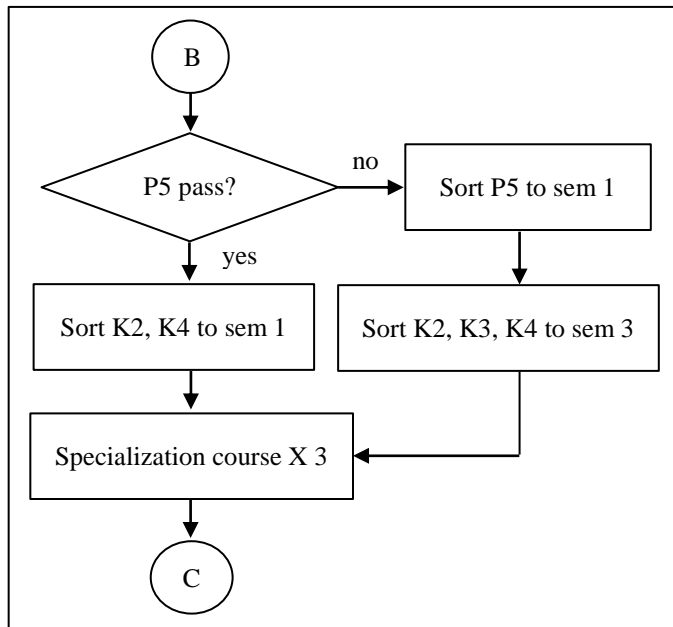 B
P5 pass?
no
Sort P5 to sem 1
yes
Sort K2, K4 to sem 1
Sort K2, K3, K4 to sem 3
Specialization course X 3
C